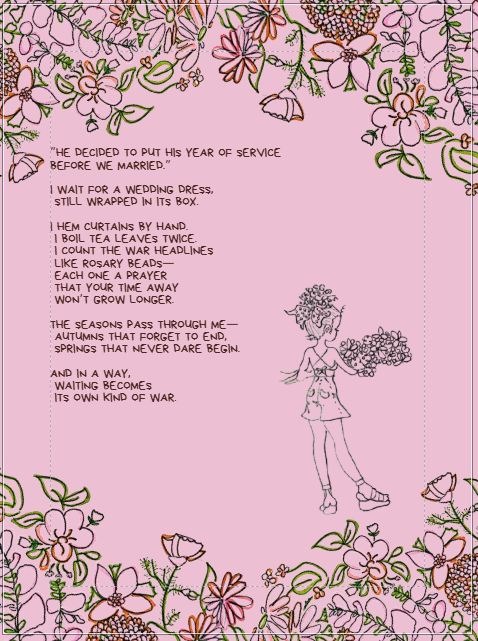 "HE DECIDED TO PUT HIS YEAR OF SERVICE
BEFORE WE MARRIED."
I WAIT FOR A WEDDING DRESS,
STILL WRAPPED IN ITS BOX.
I HEM CURTAINS BY HAND.
I BOIL TEA LEAVES TWICE.
I COUNT THE WAR HEADLINES
LIKE ROSARY BEADS—
EACH ONE A PRAYER
THAT YOUR TIME AWAY
WON'T GROW LONGER.
THE SEASONS PASS THROUGH ME—
AUTUMNS THAT FORGET TO END,
SPRINGS THAT NEVER DARE BEGIN.
AND IN A WAY,
WAITING BECOMES
ITS OWN KIND OF WAR.